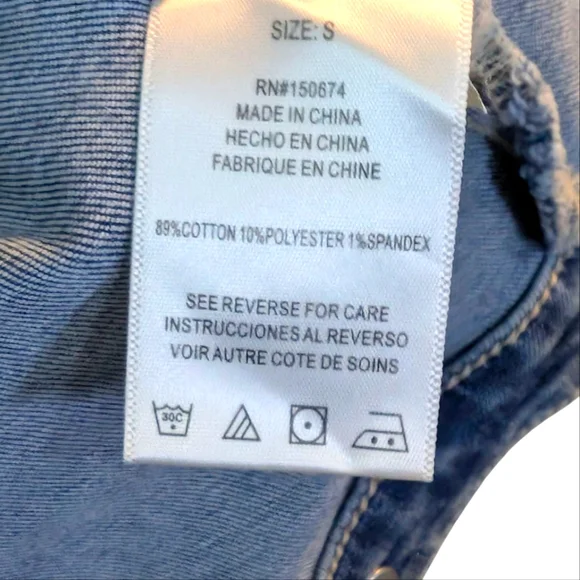 SIZE: S
RN#150674
MADE IN CHINA
HECHO EN CHINA
FABRIQUE EN CHINE
89%COTTON 10%POLYESTER 1%SPANDEX
SEE REVERSE FOR CARE
INSTRUCCIONES AL REVERSO
VOIR AUTRE COTE DE SOINS
30C